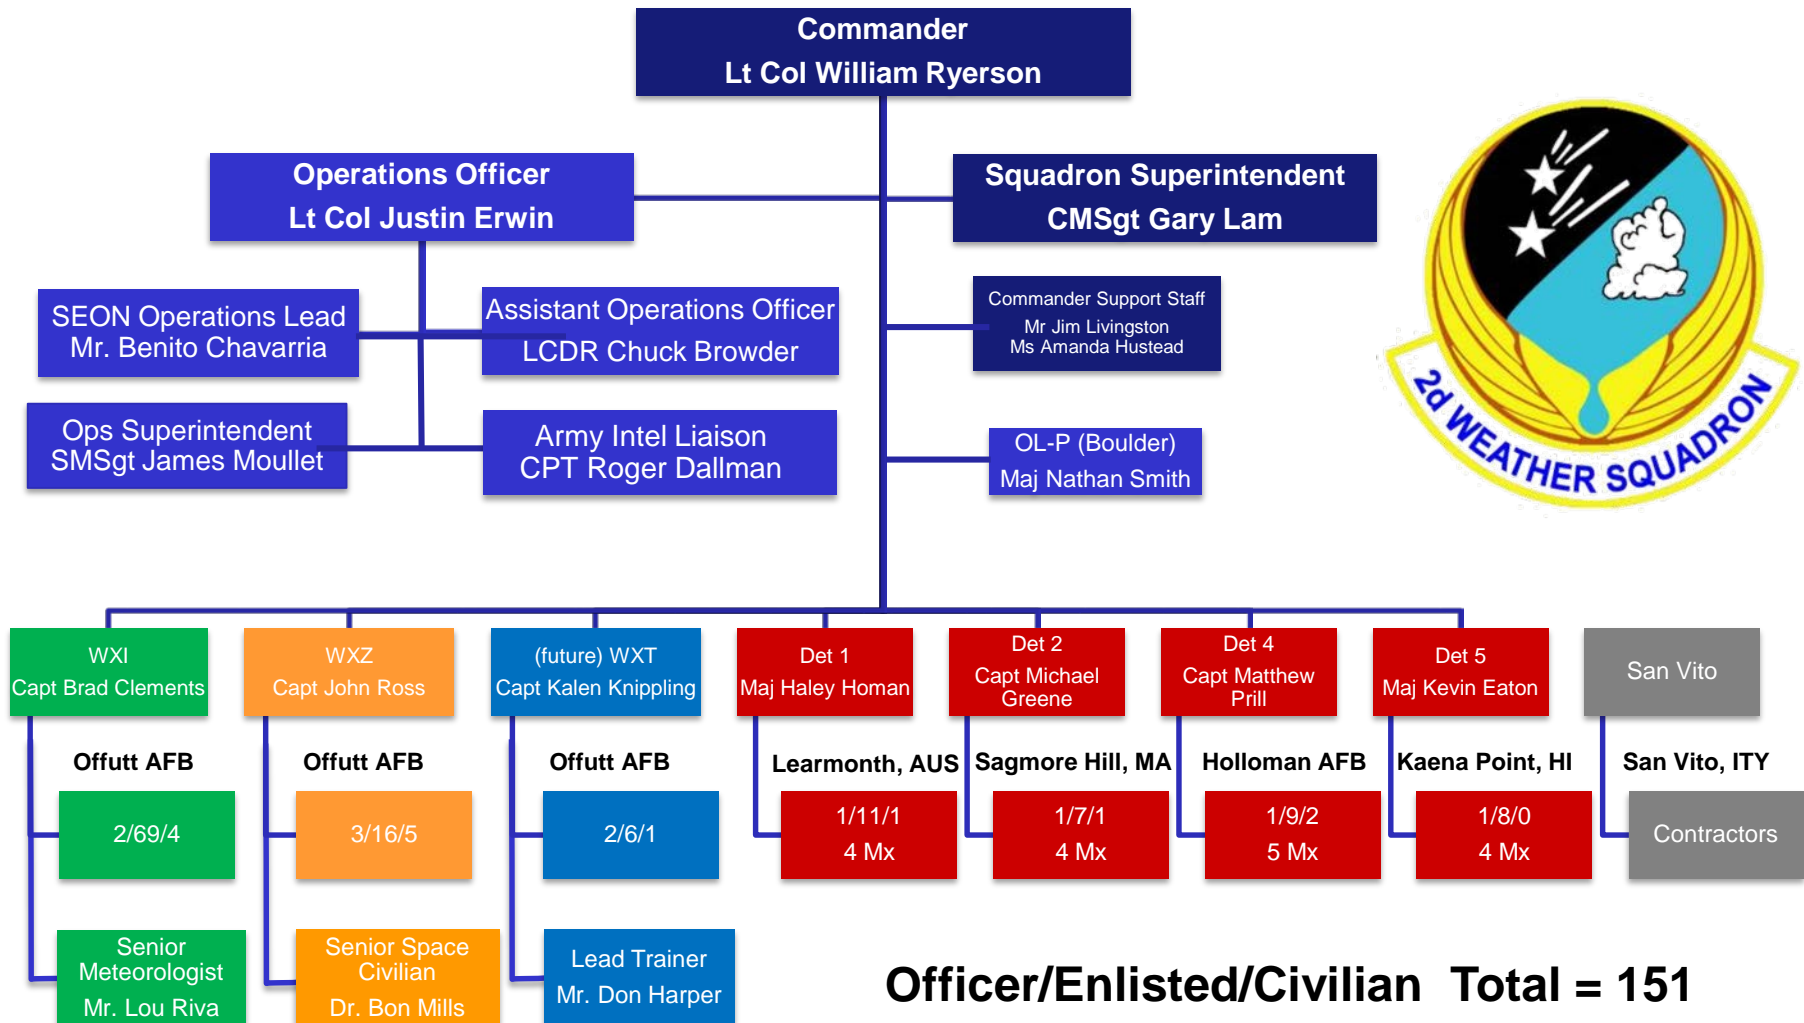 Commander
Lt Col William Ryerson
Operations Officer
Lt Col Justin Erwin
Squadron Superintendent
CMSgt Gary Lam
SEON Operations Lead
Mr. Benito Chavarria
Assistant Operations Officer
LCDR Chuck Browder
Commander Support Staff
Mr Jim Livingston
Ms Amanda Hustead
Ops Superintendent
SMSgt James Moullet
Army Intel Liaison
CPT Roger Dallman
OL-P (Boulder)
Maj Nathan Smith
2d WEATHER SQUADRON
WXI
Capt Brad Clements
WXZ
Capt John Ross
(future) WXT
Capt Kalen Knippling
Det 1
Maj Haley Homan
Det 2
Capt Michael
Greene
Det 4
Capt Matthew
Prill
Det 5
Maj Kevin Eaton
San Vito
Offutt AFB
Offutt AFB
Offutt AFB
Learmonth, AUS
Sagmore Hill, MA
Holloman AFB
Kaena Point, HI
San Vito, ITY
2/69/4
3/16/5
2/6/1
1/11/1
4 Mx
1/7/1
4 Mx
1/9/2
5 Mx
1/8/0
4 Mx
Contractors
Senior
Meteorologist
Mr. Lou Riva
Senior Space
Civilian
Dr. Bon Mills
Lead Trainer
Mr. Don Harper
Officer/Enlisted/Civilian Total = 151